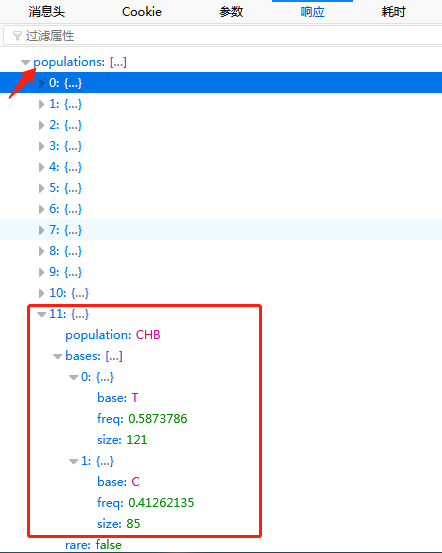 消息头 Cookie 参数 响应 耗时
过滤属性
populations: [...]
0: {...}
1: {...}
2: {...}
3: {...}
4: {...}
5: {...}
6: {...}
7: {...}
8: {...}
9: {...}
10: {...}
11: {...}
population: CHB
bases: [...]
0: {...}
base: T
freq: 0.5873786
size: 121
1: {...}
base: C
freq: 0.41262135
size: 85
rare: false